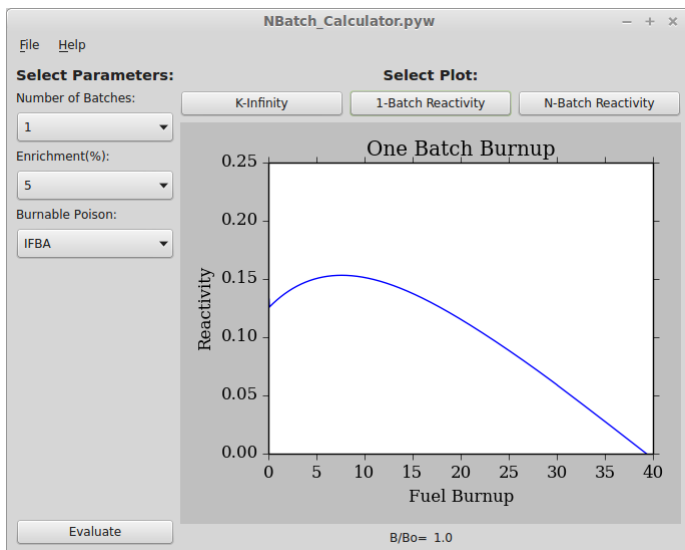 NBatch_Calculator.pyw
File Help
Select Parameters:
Number of Batches:
1
Enrichment(%):
5
Burnable Poison:
IFBA
Evaluate
Select Plot:
K-Infinity 1-Batch Reactivity N-Batch Reactivity
One Batch Burnup
Reactivity
0.25
0.20
0.15
0.10
0.05
0.00
0 5 10 15 20 25 30 35 40
Fuel Burnup
B/Bo= 1.0